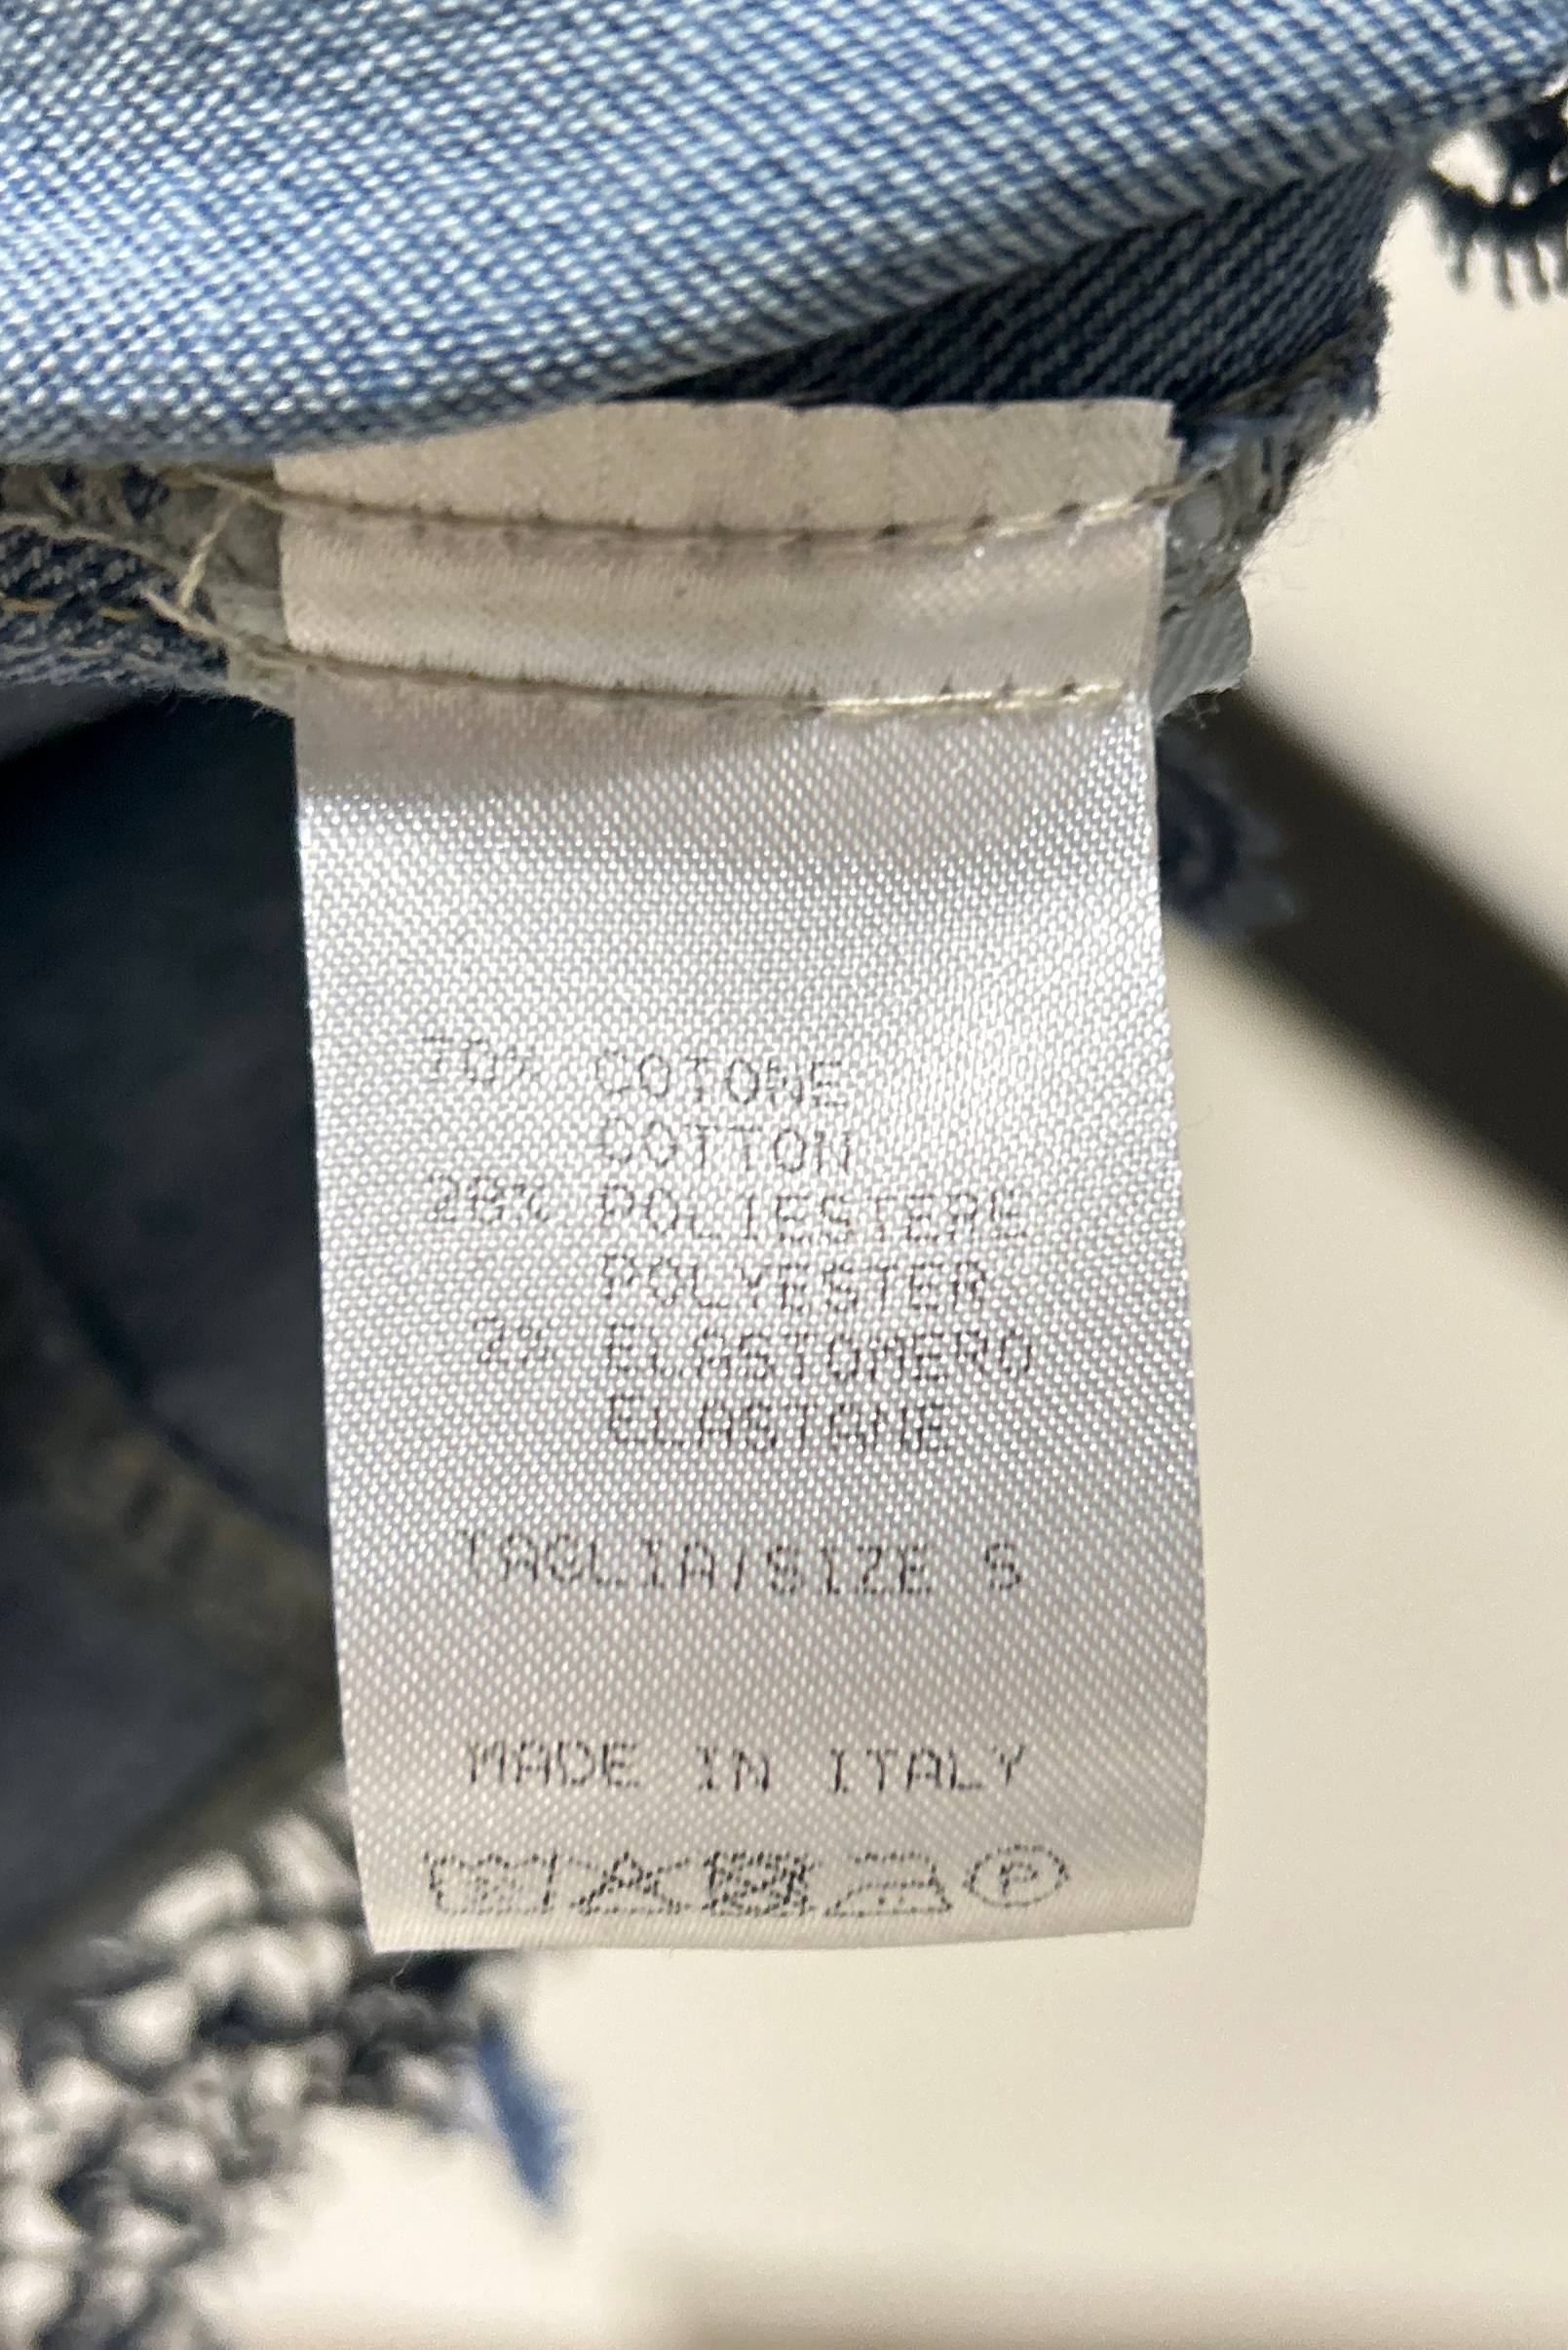 70% COTONE
COTTON
28% POLIESTERE
POLYESTER
2% ELASTOMERO
ELASTANE
TAGLIA/SIZE S
MADE IN ITALY
P